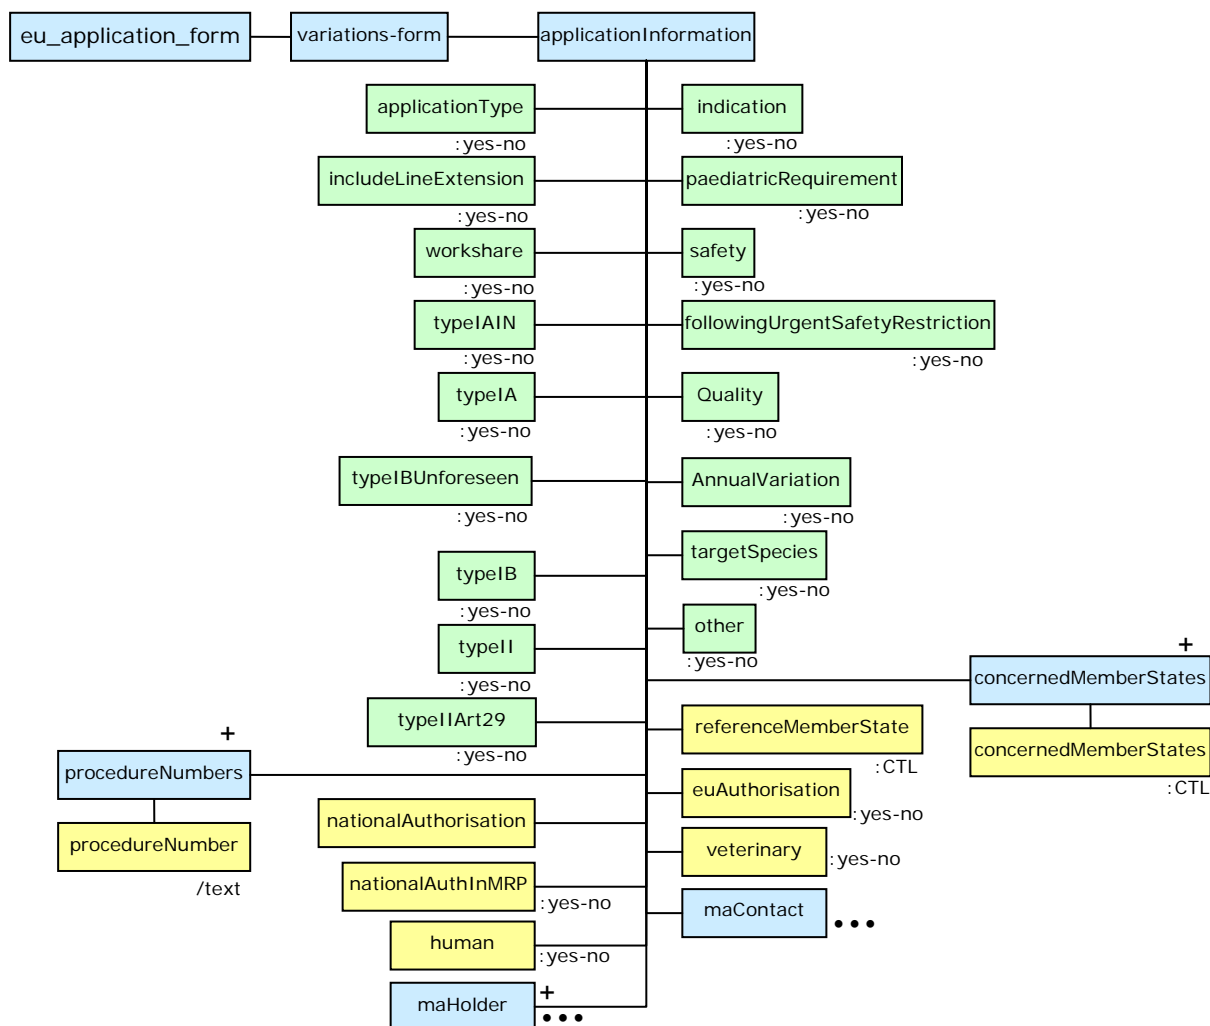 eu_application_form
variations-form
applicationInformation
applicationType
:yes-no
indication
:yes-no
includeLineExtension
:yes-no
paediatricRequirement
:yes-no
workshare
:yes-no
safety
:yes-no
typeIAIN
:yes-no
followingUrgentSafetyRestriction
:yes-no
typeIA
:yes-no
Quality
:yes-no
typeIBUnforeseen
:yes-no
AnnualVariation
:yes-no
typeIB
:yes-no
targetSpecies
:yes-no
typeII
:yes-no
other
:yes-no
+
concernedMemberStates
concernedMemberStates
:CTL
typeIIArt29
:yes-no
referenceMemberState
:CTL
+
procedureNumbers
procedureNumber
/text
nationalAuthorisation
euAuthorisation
:yes-no
veterinary
:yes-no
nationalAuthInMRP
:yes-no
maContact
•••
human
:yes-no
maHolder
+
•••